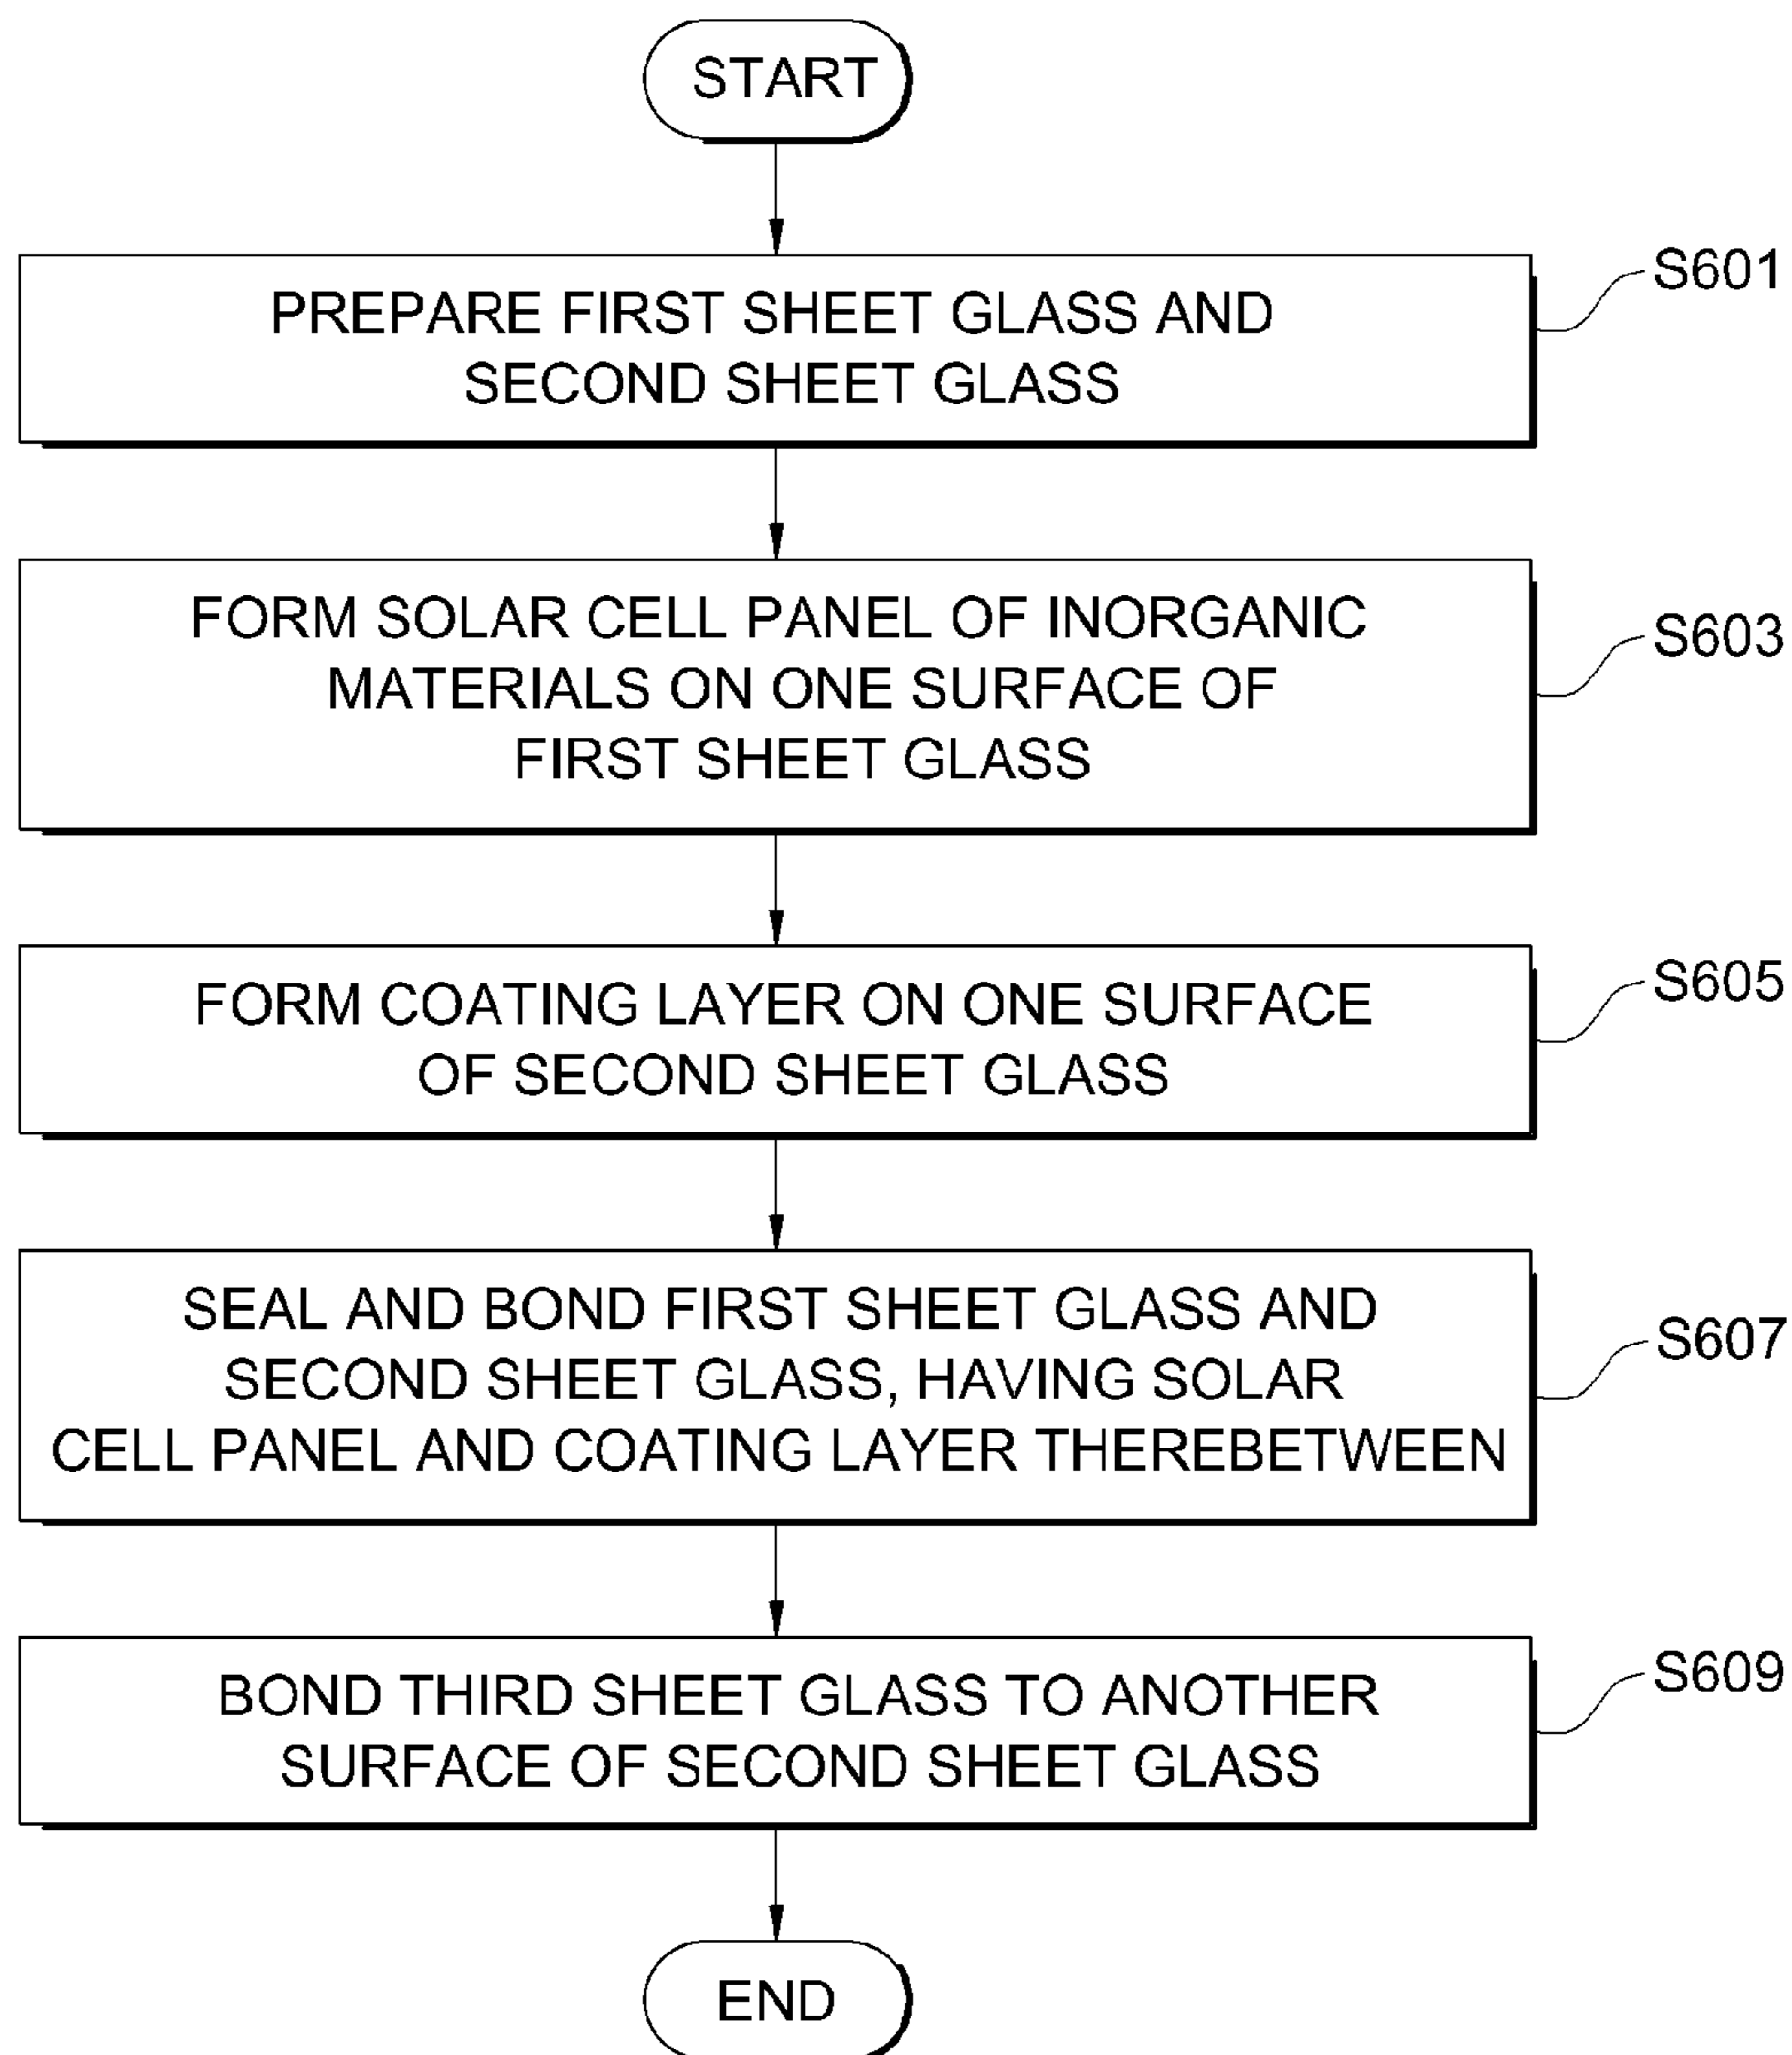 START
PREPARE FIRST SHEET GLASS AND
SECOND SHEET GLASS
S601
FORM SOLAR CELL PANEL OF INORGANIC
MATERIALS ON ONE SURFACE OF
FIRST SHEET GLASS
S603
FORM COATING LAYER ON ONE SURFACE
OF SECOND SHEET GLASS
S605
SEAL AND BOND FIRST SHEET GLASS AND
SECOND SHEET GLASS, HAVING SOLAR
CELL PANEL AND COATING LAYER THEREBETWEEN
S607
BOND THIRD SHEET GLASS TO ANOTHER
SURFACE OF SECOND SHEET GLASS
S609
END